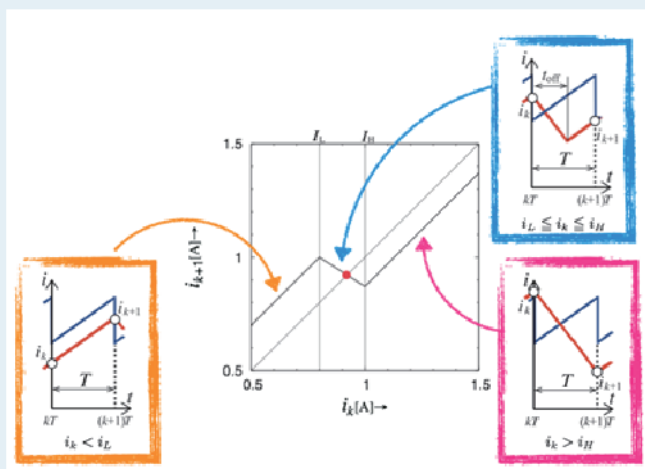 i
t_off
i_k
i_{k+1}
T
t
kT
(k+1)T
i_L ≦ i_k ≦ i_H
1.5
I_L
I_H
i_{k+1}[A]→
1
0.5
0.5
1
1.5
i_k[A]→
i
i_{k+1}
i_k
T
t
kT
(k+1)T
i_k < i_L
i
i_k
T
t
i_{k+1}
kT
(k+1)T
i_k > i_H